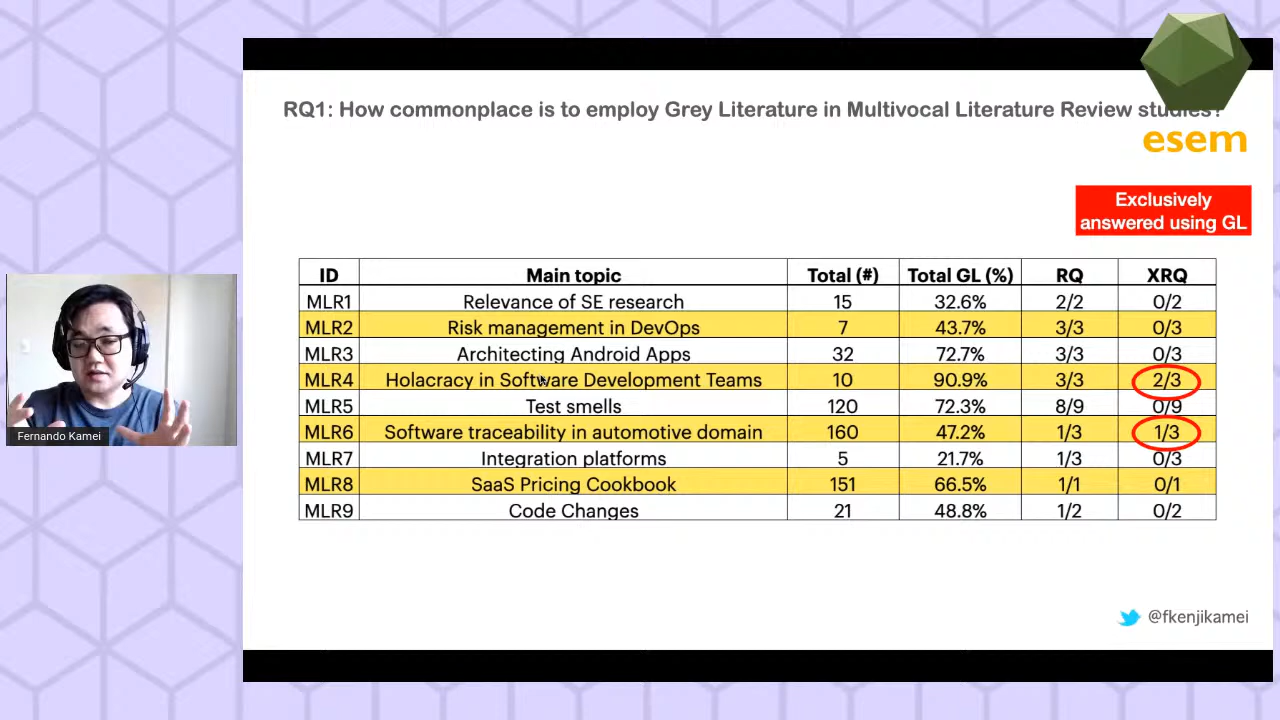 RQ1: How commonplace is to employ Grey Literature in Multivocal Literature Review studies?
esem
Exclusively
answered using GL
ID Main topic Total (#) Total GL (%) RQ XRQ
MLR1 Relevance of SE research 15 32.6% 2/2 0/2
MLR2 Risk management in DevOps 7 43.7% 3/3 0/3
MLR3 Architecting Android Apps 32 72.7% 3/3 0/3
MLR4 Holacracy in Software Development Teams 10 90.9% 3/3 2/3
MLR5 Test smells 120 72.3% 8/9 0/9
MLR6 Software traceability in automotive domain 160 47.2% 1/3 1/3
MLR7 Integration platforms 5 21.7% 1/3 0/3
MLR8 SaaS Pricing Cookbook 151 66.5% 1/1 0/1
MLR9 Code Changes 21 48.8% 1/2 0/2
Fernando Kamei
@fkenjikamei